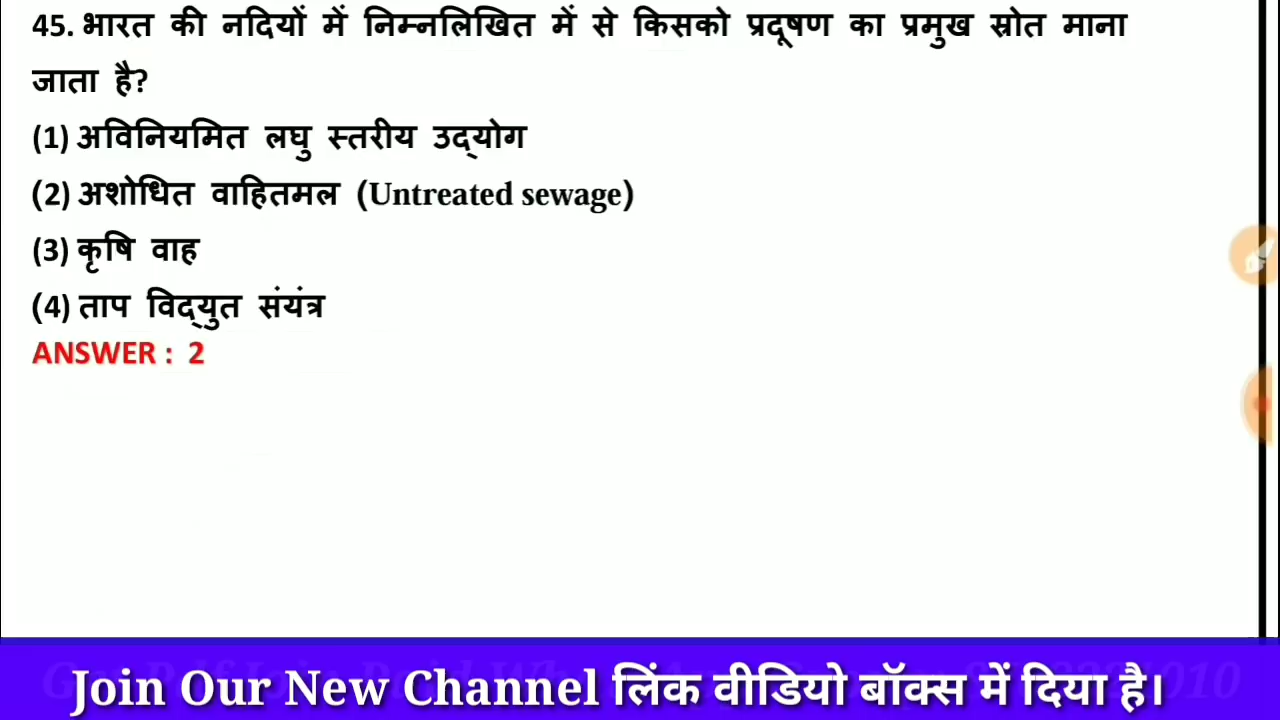 45. भारत की नदियों में निम्नलिखित में से किसको प्रदूषण का प्रमुख स्रोत माना
जाता है?
(1) अविनियमित लघु स्तरीय उद्योग
(2) अशोधित वाहितमल (Untreated sewage)
(3) कृषि वाह
(4) ताप विद्युत संयंत्र
ANSWER : 2
Join Our New Channel लिंक वीडियो बॉक्स में दिया है।